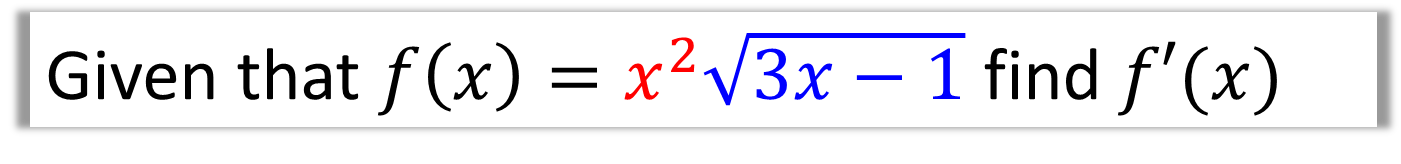 Given that f(x) = x²√(3x − 1) find f′(x)